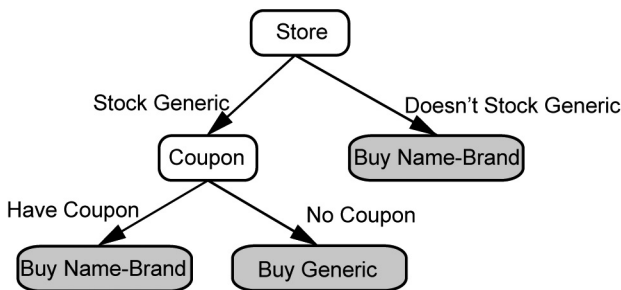 Store
Stock Generic
Doesn't Stock Generic
Coupon
Buy Name-Brand
Have Coupon
No Coupon
Buy Name-Brand
Buy Generic